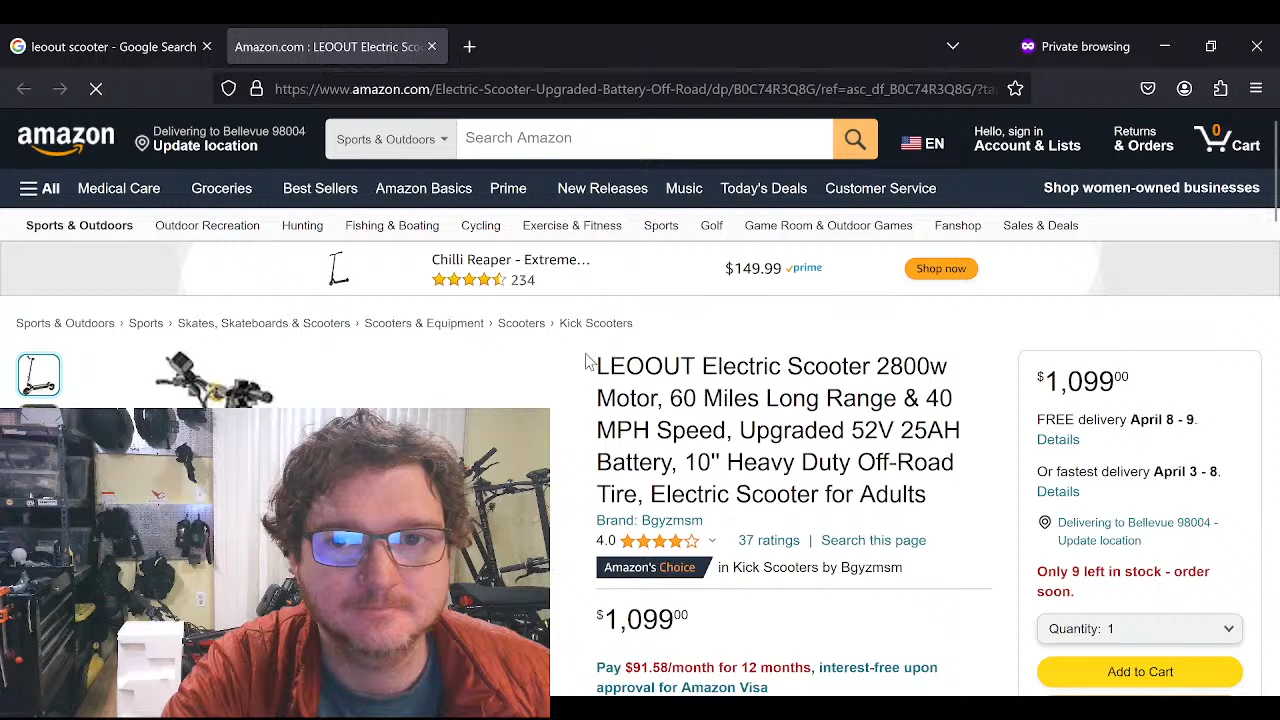 leoout scooter - Google Search
Amazon.com : LEOOUT Electric Sco
Private browsing
https://www.amazon.com/Electric-Scooter-Upgraded-Battery-Off-Road/dp/B0C74R3Q8G/ref=asc_df_B0C74R3Q8G/?ta
amazon
Delivering to Bellevue 98004
Update location
Sports & Outdoors
Search Amazon
EN
Hello, sign in
Account & Lists
Returns
& Orders
0
Cart
All
Medical Care
Groceries
Best Sellers
Amazon Basics
Prime
New Releases
Music
Today's Deals
Customer Service
Shop women-owned businesses
Sports & Outdoors
Outdoor Recreation
Hunting
Fishing & Boating
Cycling
Exercise & Fitness
Sports
Golf
Game Room & Outdoor Games
Fanshop
Sales & Deals
Chilli Reaper - Extreme...
234
$149.99 prime
Shop now
Sports & Outdoors › Sports › Skates, Skateboards & Scooters › Scooters & Equipment › Scooters › Kick Scooters
LEOOUT Electric Scooter 2800w
Motor, 60 Miles Long Range & 40
MPH Speed, Upgraded 52V 25AH
Battery, 10'' Heavy Duty Off-Road
Tire, Electric Scooter for Adults
Brand: Bgyzmsm
4.0
37 ratings | Search this page
Amazon's Choice in Kick Scooters by Bgyzmsm
$1,09900
Pay $91.58/month for 12 months, interest-free upon
approval for Amazon Visa
$1,09900
FREE delivery April 8 - 9.
Details
Or fastest delivery April 3 - 8.
Details
Delivering to Bellevue 98004 -
Update location
Only 9 left in stock - order
soon.
Quantity: 1
Add to Cart